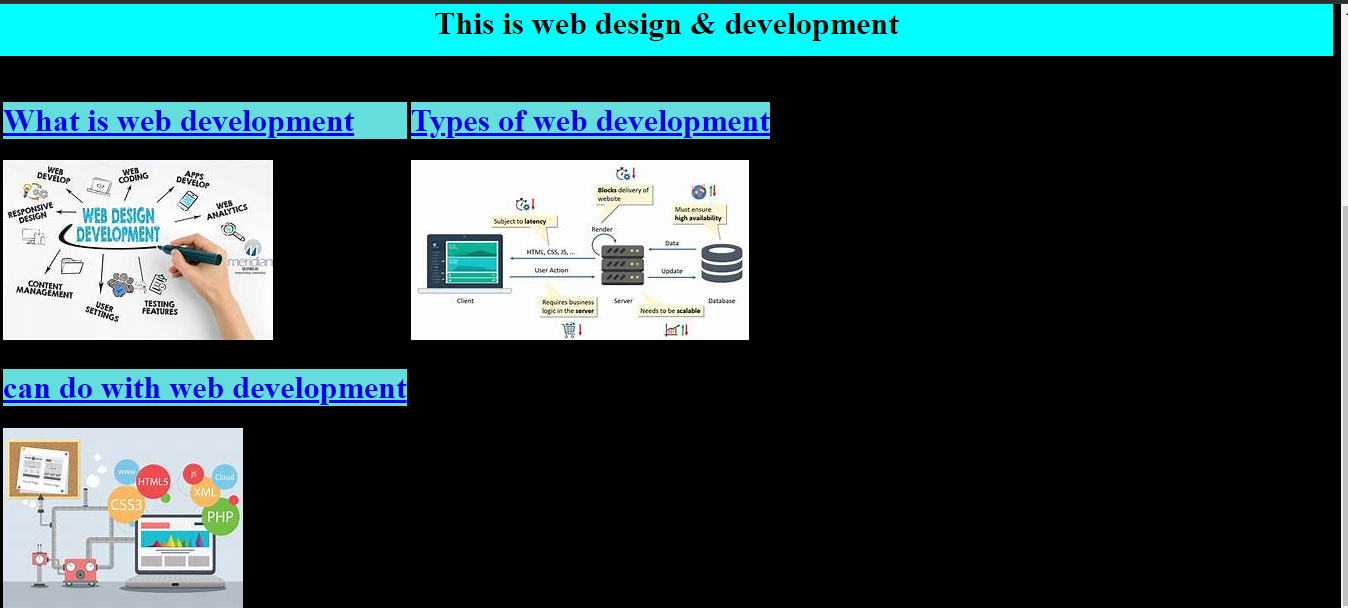 This is web design & development
What is web development
Types of web development
WEB
DEVELOP
WEB
CODING
APPS
DEVELOP
RESPONSIVE
DESIGN
WEB DESIGN
DEVELOPMENT
WEB
ANALYTICS
meridian
CONTENT
MANAGEMENT
USER
SETTINGS
TESTING
FEATURES
Blocks delivery of
website
Must ensure
high availability
Subject to latency
Render
HTML, CSS, JS, ...
Data
User Action
Update
Client
Server
Database
Requires business
logic in the server
Needs to be scalable
can do with web development
www
HTML5
js
Cloud
CSS3
XML
PHP